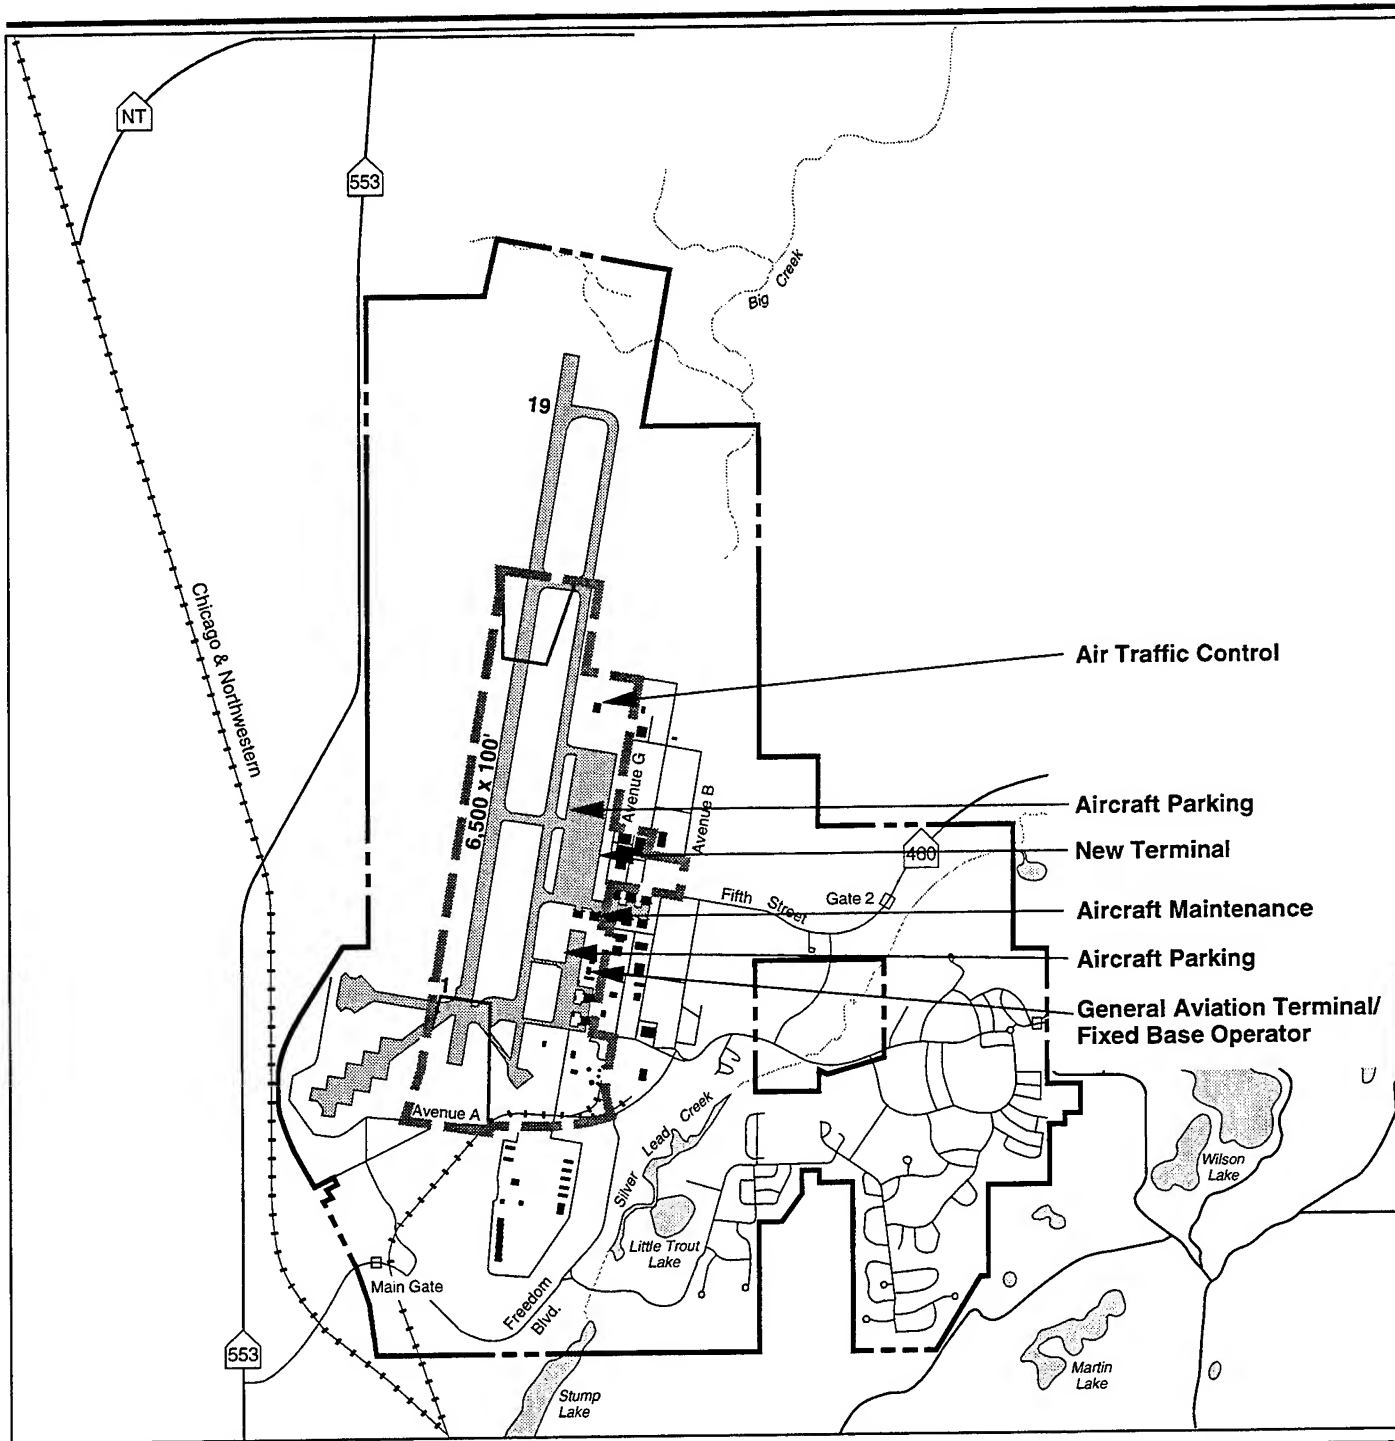 NT
553
Big Creek
19
Chicago & Northwestern
6,500 x 100'
Avenue G
Avenue B
Air Traffic Control
Aircraft Parking
New Terminal
460
Gate 2
Fifth Street
Aircraft Maintenance
Aircraft Parking
General Aviation Terminal/
Fixed Base Operator
1
Avenue A
Silver Lead Creek
Wilson
Lake
Little Trout
Lake
Main Gate
Freedom
Blvd.
553
Martin
Lake
Stump
Lake